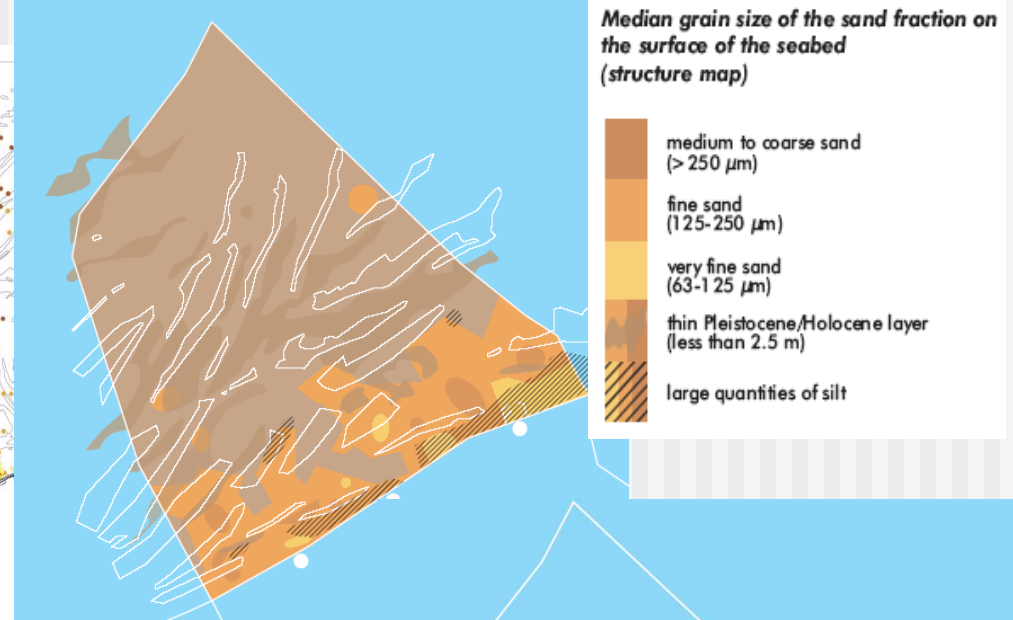 Median grain size of the sand fraction on
the surface of the seabed
(structure map)
medium to coarse sand
(> 250 µm)
fine sand
(125-250 µm)
very fine sand
(63-125 µm)
thin Pleistocene/Holocene layer
(less than 2.5 m)
large quantities of silt